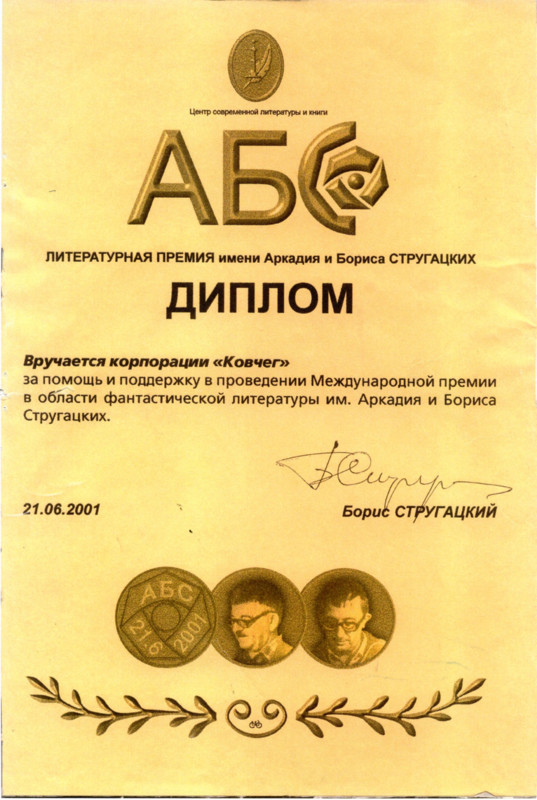 Центр современной литературы и книги
АБС
ЛИТЕРАТУРНАЯ ПРЕМИЯ имени Аркадия и Бориса СТРУГАЦКИХ
ДИПЛОМ
Вручается корпорации «Ковчег»
за помощь и поддержку в проведении Международной премии
в области фантастической литературы им. Аркадия и Бориса
Стругацких.
21.06.2001
Борис СТРУГАЦКИЙ
АБС
21·6
2001